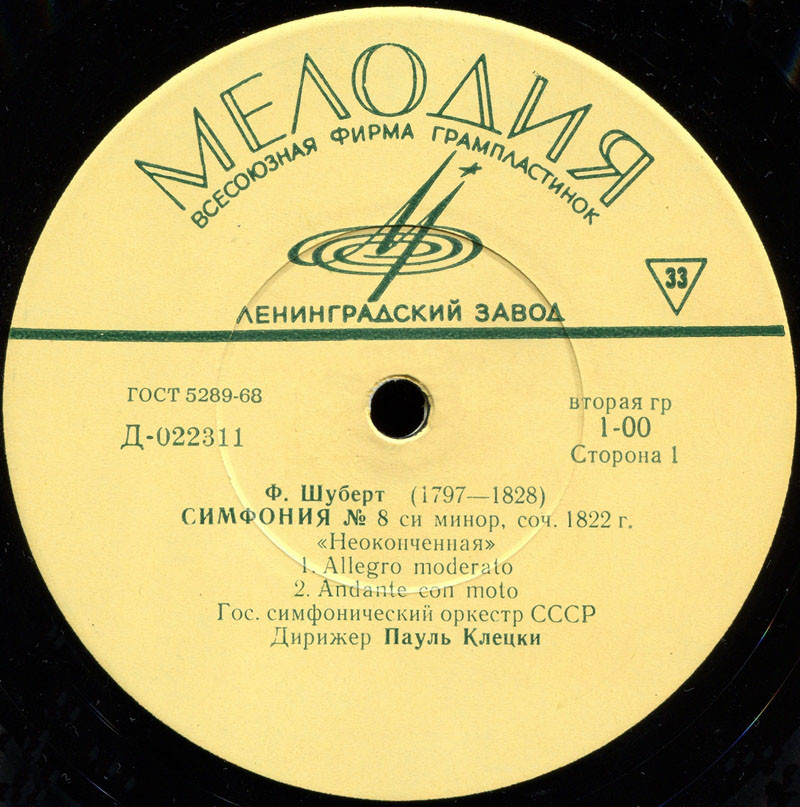 МЕЛОДИЯ
ВСЕСОЮЗНАЯ ФИРМА ГРАМПЛАСТИНОК
33
ЛЕНИНГРАДСКИЙ ЗАВОД
ГОСТ 5289-68
Д-022311
вторая гр
1-00
Сторона 1
Ф. Шуберт (1797—1828)
СИМФОНИЯ № 8 си минор, соч. 1822 г.
«Неоконченная»
1. Allegro moderato
2. Andante con moto
Гос. симфонический оркестр СССР
Дирижер Пауль Клецки